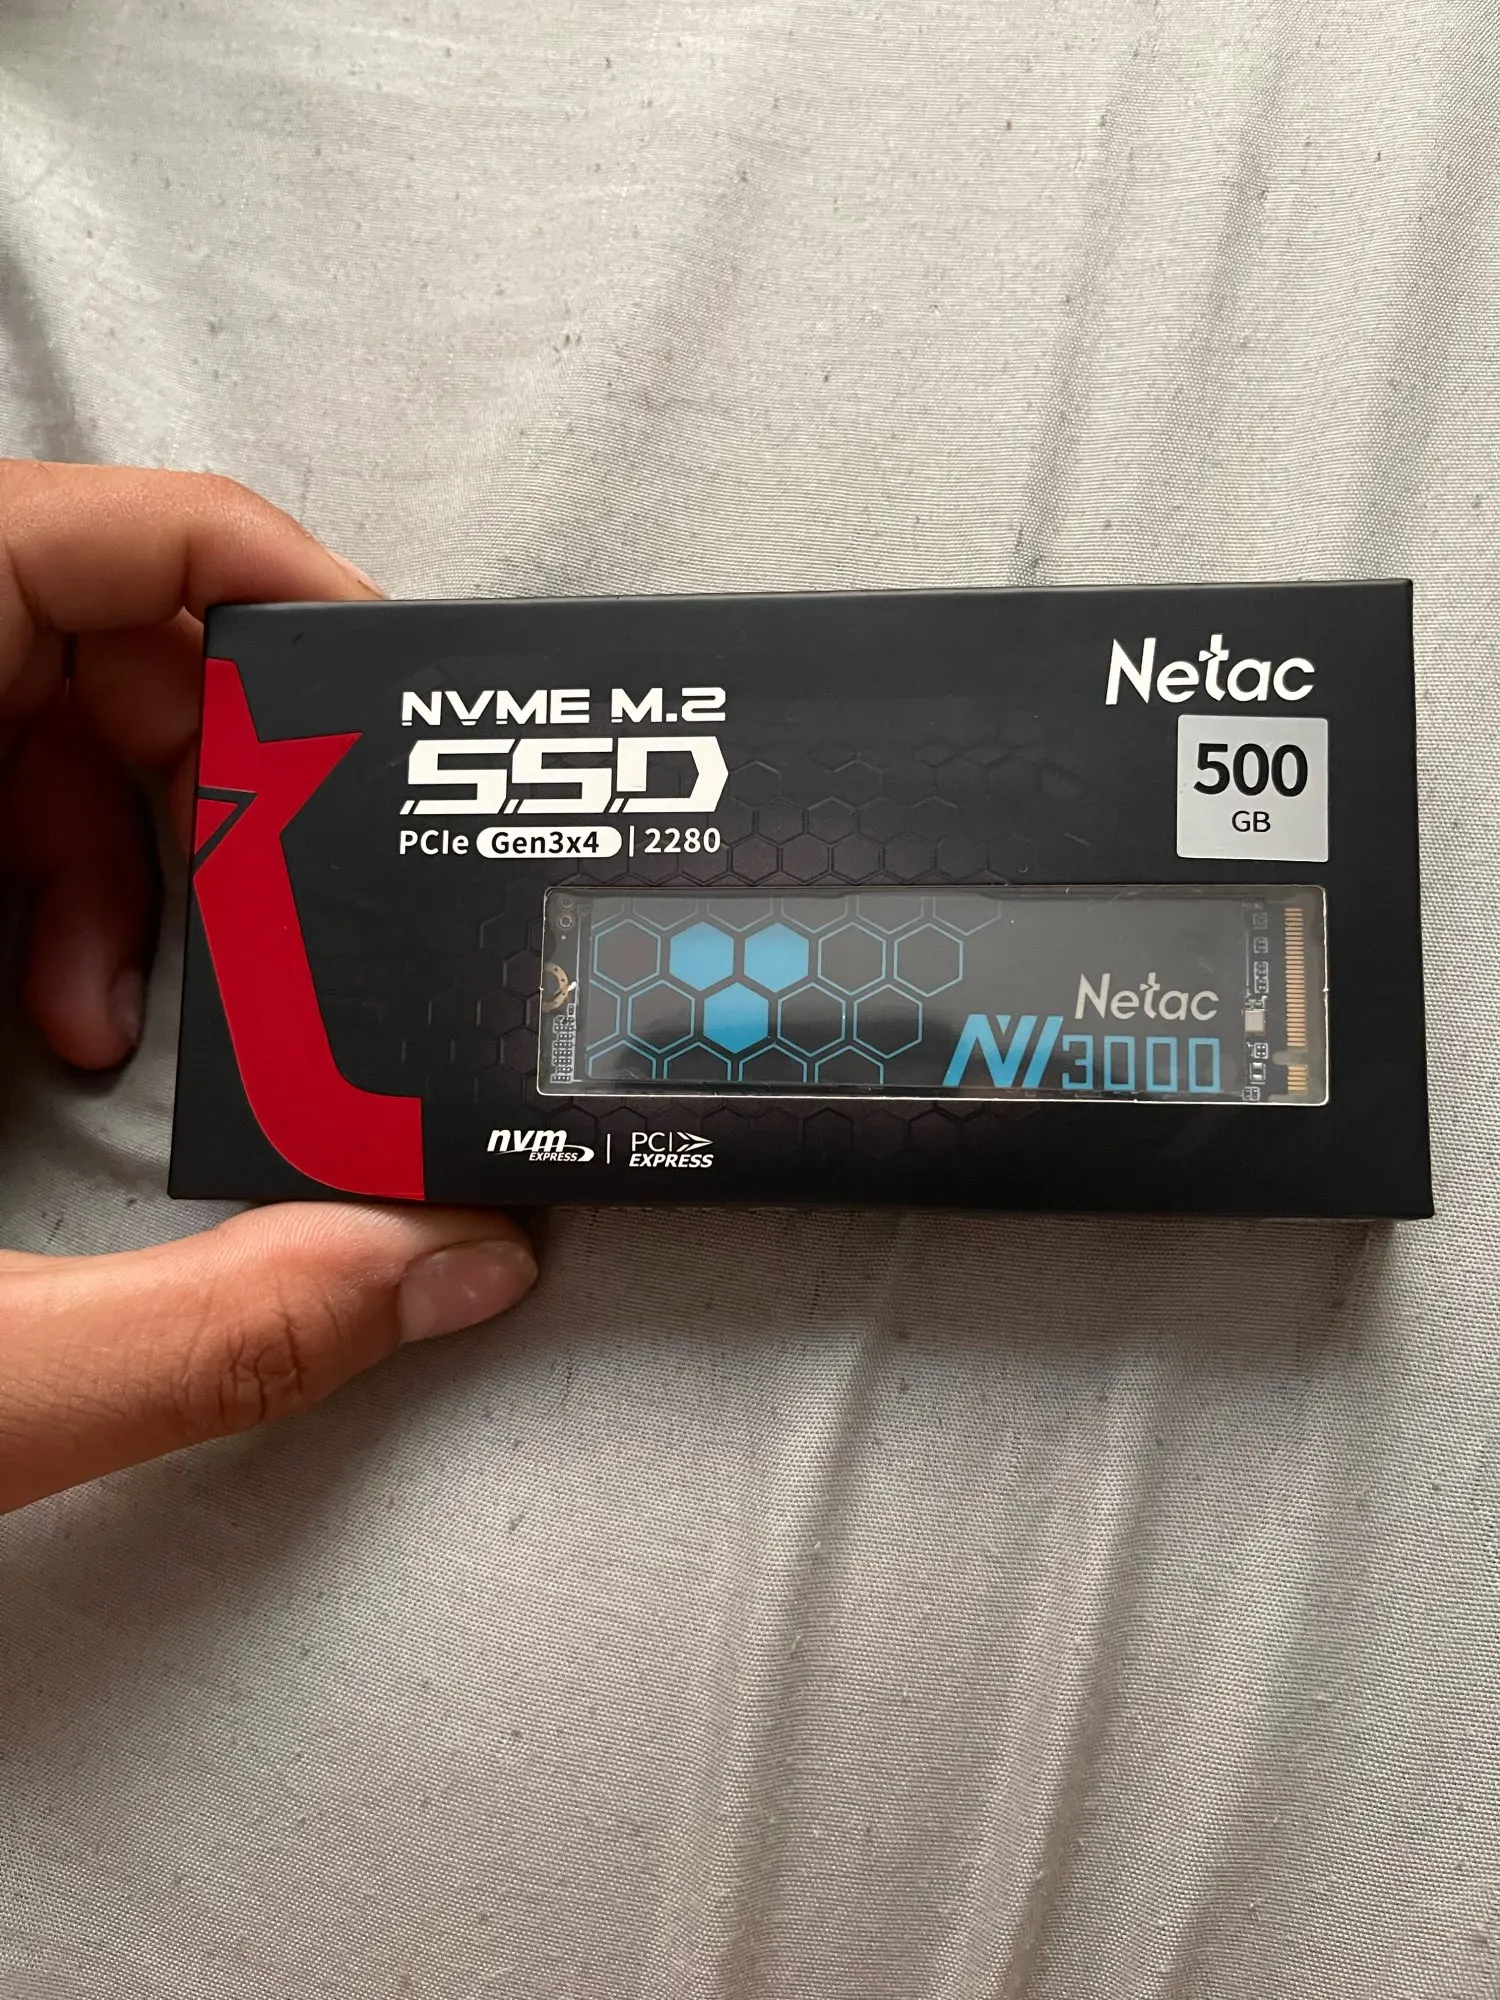 Netac
500
GB
NVME M.2
SSD
PCIe Gen3x4 | 2280
Netac
NV3000
nvm
EXPRESS
PCI
EXPRESS